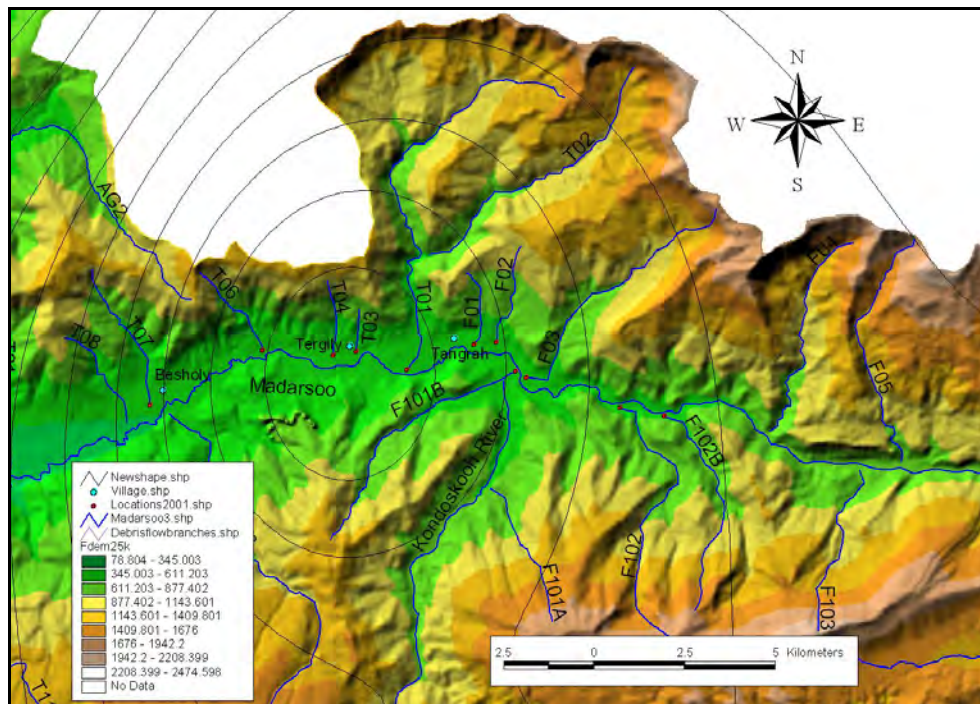 N
W E
S
T02
AG2
T06
T04
T03
T01
F01
F02
F03
F04
F05
T07
T08
Tergily
Tangrah
Besholy
Madarsoo
F101B
F102B
Kondoskooh River
F101A
F102
F103
Newshape.shp
Village.shp
Locations2001.shp
Madarsoo3.shp
Debrisflowbranches.shp
Fdem25k
78.804 - 345.003
345.003 - 611.203
611.203 - 877.402
877.402 - 1143.601
1143.601 - 1409.801
1409.801 - 1676
1676 - 1942.2
1942.2 - 2208.399
2208.399 - 2474.598
No Data
2.5 0 2.5 5 Kilometers